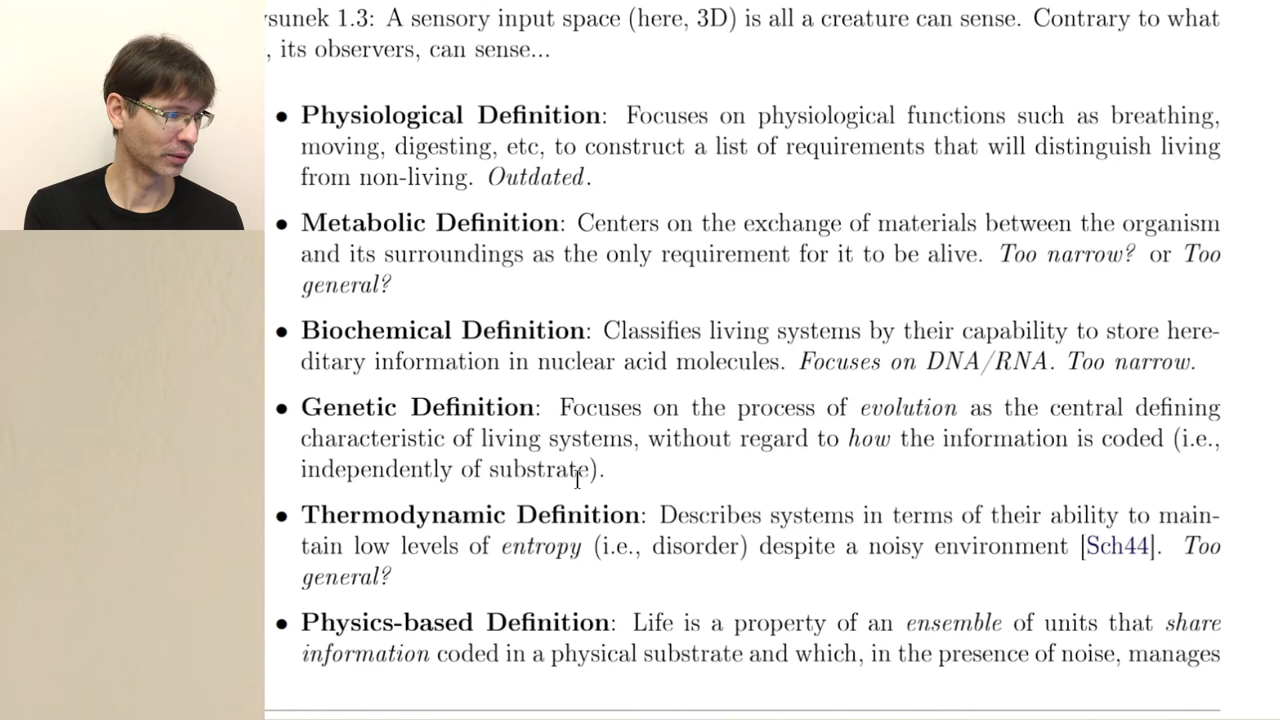 sunek 1.3: A sensory input space (here, 3D) is all a creature can sense. Contrary to what
, its observers, can sense...
• Physiological Definition: Focuses on physiological functions such as breathing,
moving, digesting, etc, to construct a list of requirements that will distinguish living
from non-living. Outdated.
• Metabolic Definition: Centers on the exchange of materials between the organism
and its surroundings as the only requirement for it to be alive. Too narrow? or Too
general?
• Biochemical Definition: Classifies living systems by their capability to store here-
ditary information in nuclear acid molecules. Focuses on DNA/RNA. Too narrow.
• Genetic Definition: Focuses on the process of evolution as the central defining
characteristic of living systems, without regard to how the information is coded (i.e.,
independently of substrate).
• Thermodynamic Definition: Describes systems in terms of their ability to main-
tain low levels of entropy (i.e., disorder) despite a noisy environment [Sch44]. Too
general?
• Physics-based Definition: Life is a property of an ensemble of units that share
information coded in a physical substrate and which, in the presence of noise, manages